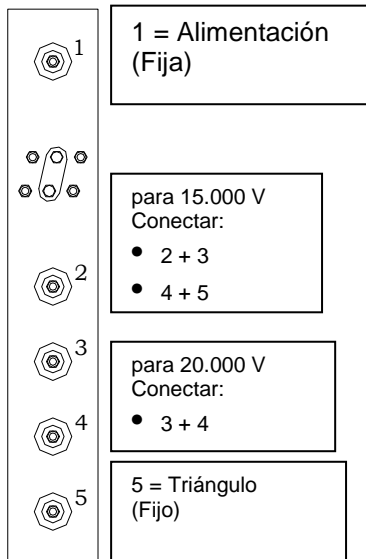 1
1 = Alimentación
(Fija)
para 15.000 V
Conectar:
• 2 + 3
• 4 + 5
2
3
para 20.000 V
Conectar:
• 3 + 4
4
5
5 = Triángulo
(Fijo)